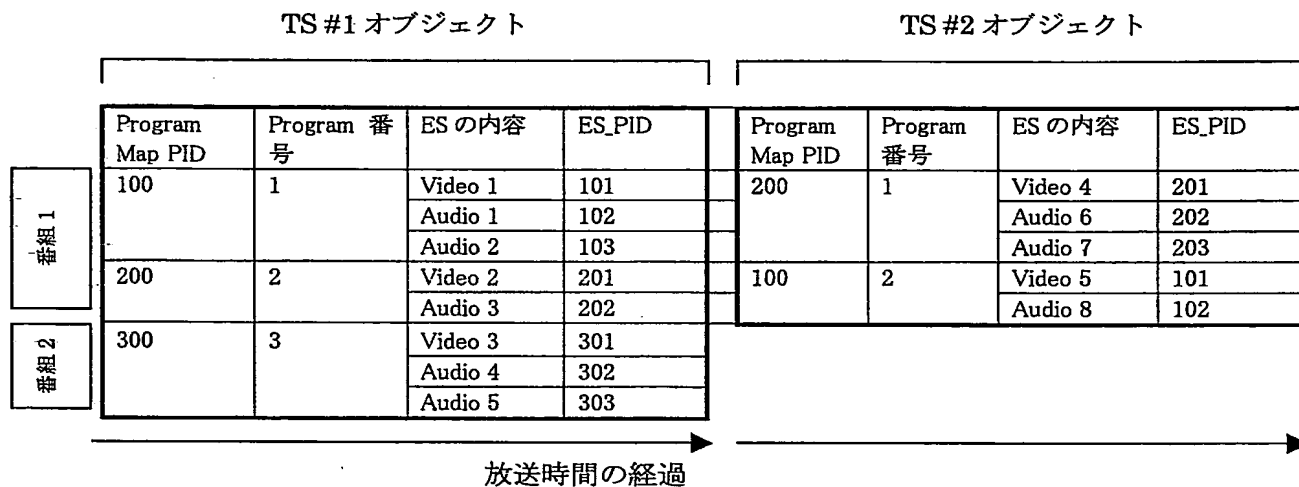 TS #1 オブジェクト
TS #2 オブジェクト
Program Map PID
Program 番号
ES の内容
ES_PID
Program Map PID
Program 番号
ES の内容
ES_PID
番組 1
100
1
Video 1
101
Audio 1
102
Audio 2
103
200
2
Video 2
201
Audio 3
202
番組 2
300
3
Video 3
301
Audio 4
302
Audio 5
303
200
1
Video 4
201
Audio 6
202
Audio 7
203
100
2
Video 5
101
Audio 8
102
放送時間の経過